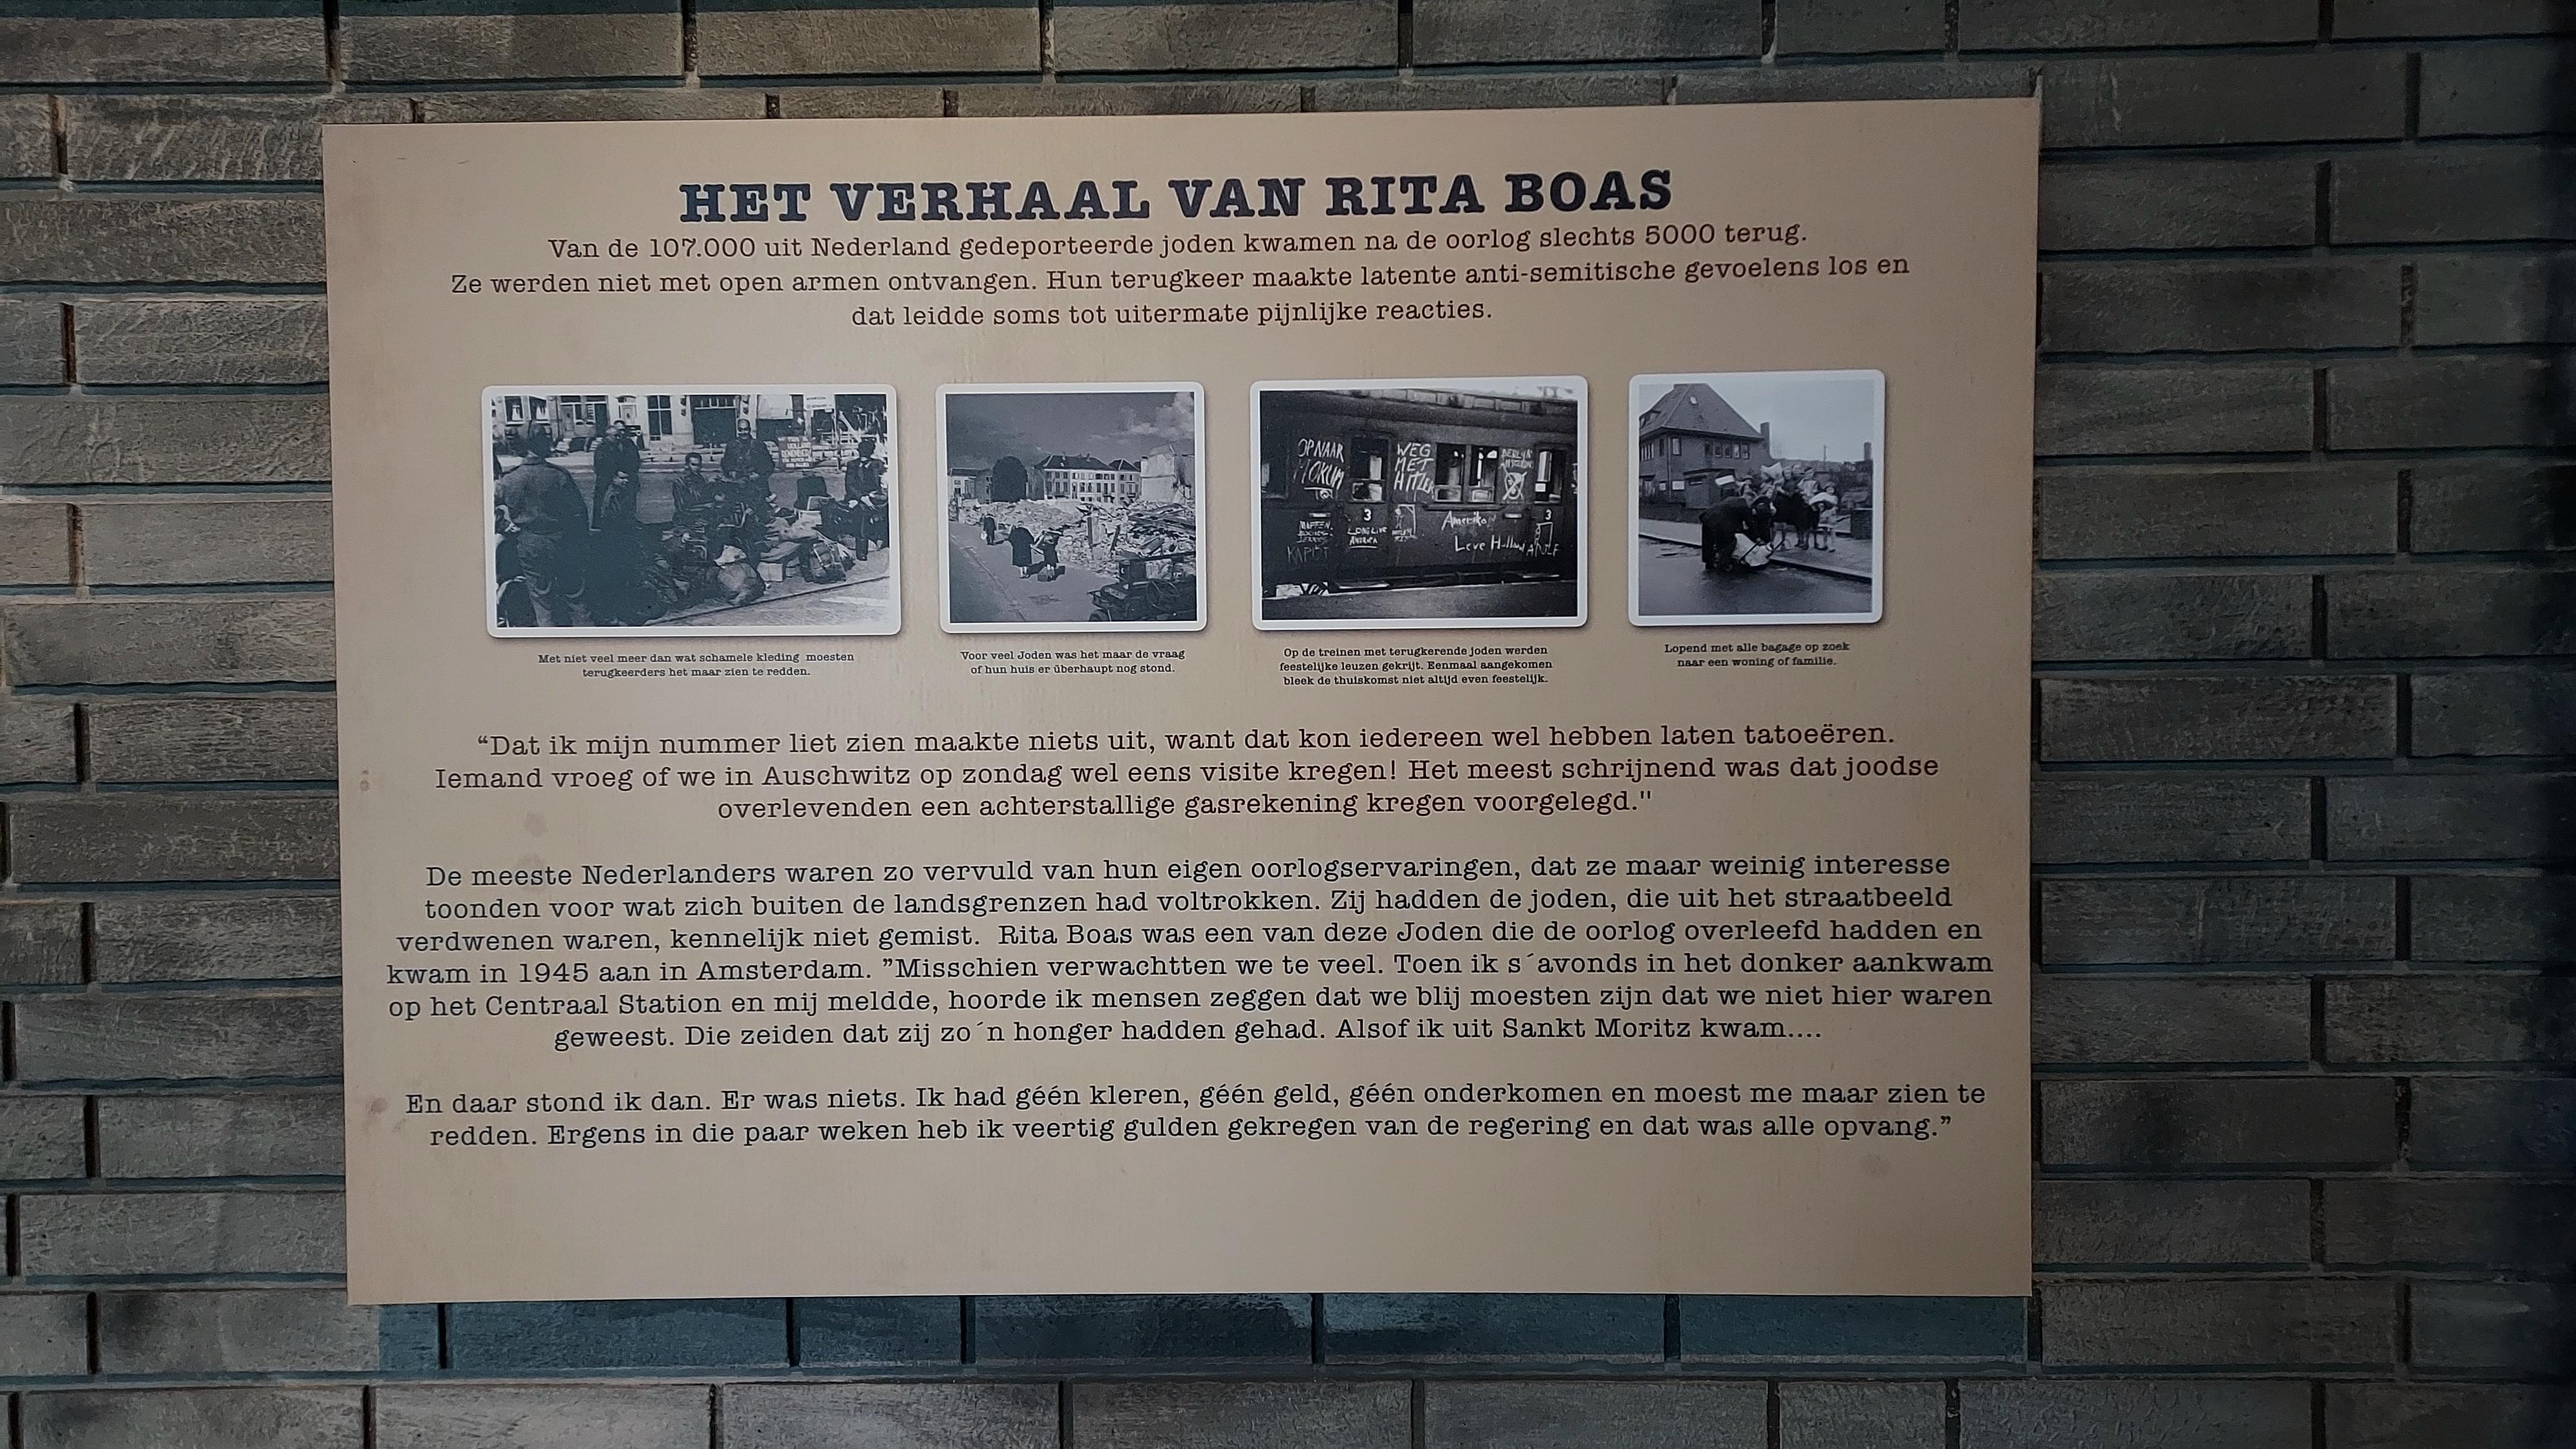 HET VERHAAL VAN RITA BOAS
Van de 107.000 uit Nederland gedeporteerde joden kwamen na de oorlog slechts 5000 terug.
Ze werden niet met open armen ontvangen. Hun terugkeer maakte latente anti-semitische gevoelens los en
dat leidde soms tot uitermate pijnlijke reacties.
OP NAAR
MOKUM
WEG
MET
HITLER
3
3
LONG LIVE
AMERICA
Amerika
Leve Holland
Met niet veel meer dan wat schamele kleding moesten
terugkeerders het maar zien te redden.
Voor veel Joden was het maar de vraag
of hun huis er überhaupt nog stond.
Op de treinen met terugkerende joden werden
feestelijke leuzen gekrijt. Eenmaal aangekomen
bleek de thuiskomst niet altijd even feestelijk.
Lopend met alle bagage op zoek
naar een woning of familie.
“Dat ik mijn nummer liet zien maakte niets uit, want dat kon iedereen wel hebben laten tatoeëren.
Iemand vroeg of we in Auschwitz op zondag wel eens visite kregen! Het meest schrijnend was dat joodse
overlevenden een achterstallige gasrekening kregen voorgelegd."
De meeste Nederlanders waren zo vervuld van hun eigen oorlogservaringen, dat ze maar weinig interesse
toonden voor wat zich buiten de landsgrenzen had voltrokken. Zij hadden de joden, die uit het straatbeeld
verdwenen waren, kennelijk niet gemist. Rita Boas was een van deze Joden die de oorlog overleefd hadden en
kwam in 1945 aan in Amsterdam. ”Misschien verwachtten we te veel. Toen ik s´avonds in het donker aankwam
op het Centraal Station en mij meldde, hoorde ik mensen zeggen dat we blij moesten zijn dat we niet hier waren
geweest. Die zeiden dat zij zo´n honger hadden gehad. Alsof ik uit Sankt Moritz kwam....
En daar stond ik dan. Er was niets. Ik had géén kleren, géén geld, géén onderkomen en moest me maar zien te
redden. Ergens in die paar weken heb ik veertig gulden gekregen van de regering en dat was alle opvang.”